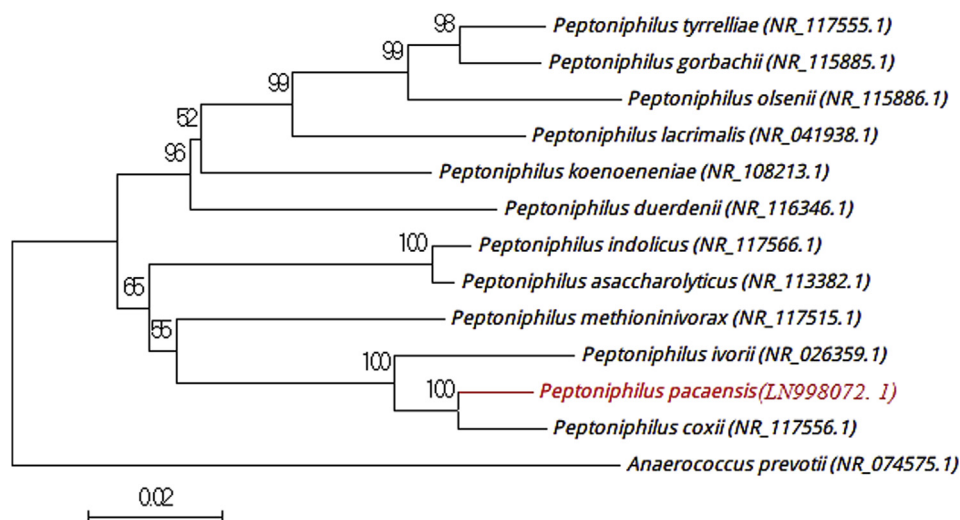 98
Peptoniphilus tyrrelliae (NR_117555.1)
99
Peptoniphilus gorbachii (NR_115885.1)
99
Peptoniphilus olsenii (NR_115886.1)
52
Peptoniphilus lacrimalis (NR_041938.1)
96
Peptoniphilus koenoeneniae (NR_108213.1)
Peptoniphilus duerdenii (NR_116346.1)
100
Peptoniphilus indolicus (NR_117566.1)
65
Peptoniphilus asaccharolyticus (NR_113382.1)
55
Peptoniphilus methioninivorax (NR_117515.1)
100
Peptoniphilus ivorii (NR_026359.1)
100
Peptoniphilus pacaensis(LN998072. 1)
Peptoniphilus coxii (NR_117556.1)
Anaerococcus prevotii (NR_074575.1)
0.02